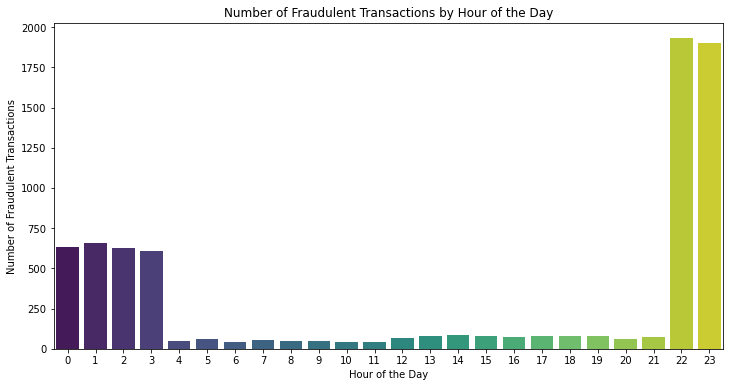 Number of Fraudulent Transactions by Hour of the Day
Number of Fraudulent Transactions
2000
1750
1500
1250
1000
750
500
250
0
0 1 2 3 4 5 6 7 8 9 10 11 12 13 14 15 16 17 18 19 20 21 22 23
Hour of the Day